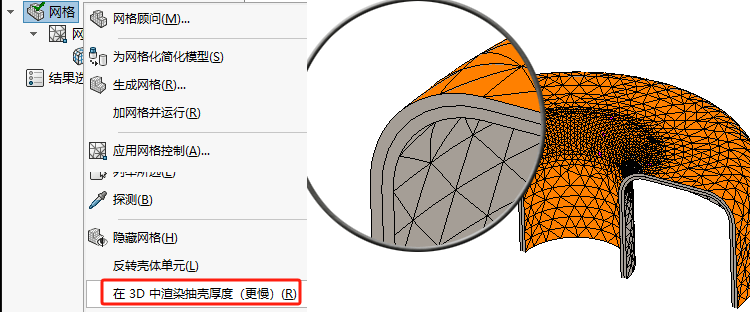 网格
网格顾问(M)...
网
为网格化简化模型(S)
生成网格(R)...
结果选
加网格并运行(R)
应用网格控制(A)...
探测(B)
隐藏网格(H)
反转壳体单元(L)
在 3D 中渲染抽壳厚度（更慢）(R)